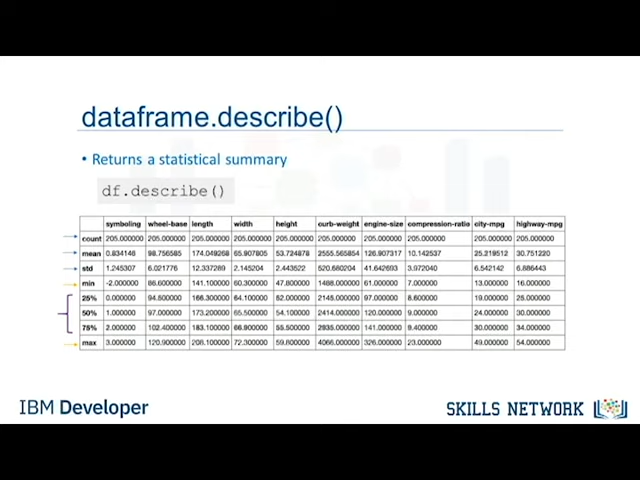 dataframe.describe()
• Returns a statistical summary
df.describe()
symboling wheel-base length width height curb-weight engine-size compression-ratio city-mpg highway-mpg
count 205.000000 205.000000 205.000000 205.000000 205.000000 205.000000 205.000000 205.000000 205.000000 205.000000
mean 0.834146 98.756585 174.049268 65.907805 53.724878 2555.565854 126.907317 10.142537 25.219512 30.751220
std 1.245307 6.021776 12.337289 2.145204 2.443522 520.680204 41.642693 3.972040 6.542142 6.886443
min -2.000000 86.600000 141.100000 60.300000 47.800000 1488.000000 61.000000 7.000000 13.000000 16.000000
25% 0.000000 94.500000 166.300000 64.100000 52.000000 2145.000000 97.000000 8.600000 19.000000 25.000000
50% 1.000000 97.000000 173.200000 65.500000 54.100000 2414.000000 120.000000 9.000000 24.000000 30.000000
75% 2.000000 102.400000 183.100000 66.900000 55.500000 2935.000000 141.000000 9.400000 30.000000 34.000000
max 3.000000 120.900000 208.100000 72.300000 59.800000 4066.000000 326.000000 23.000000 49.000000 54.000000
IBM Developer
SKILLS NETWORK